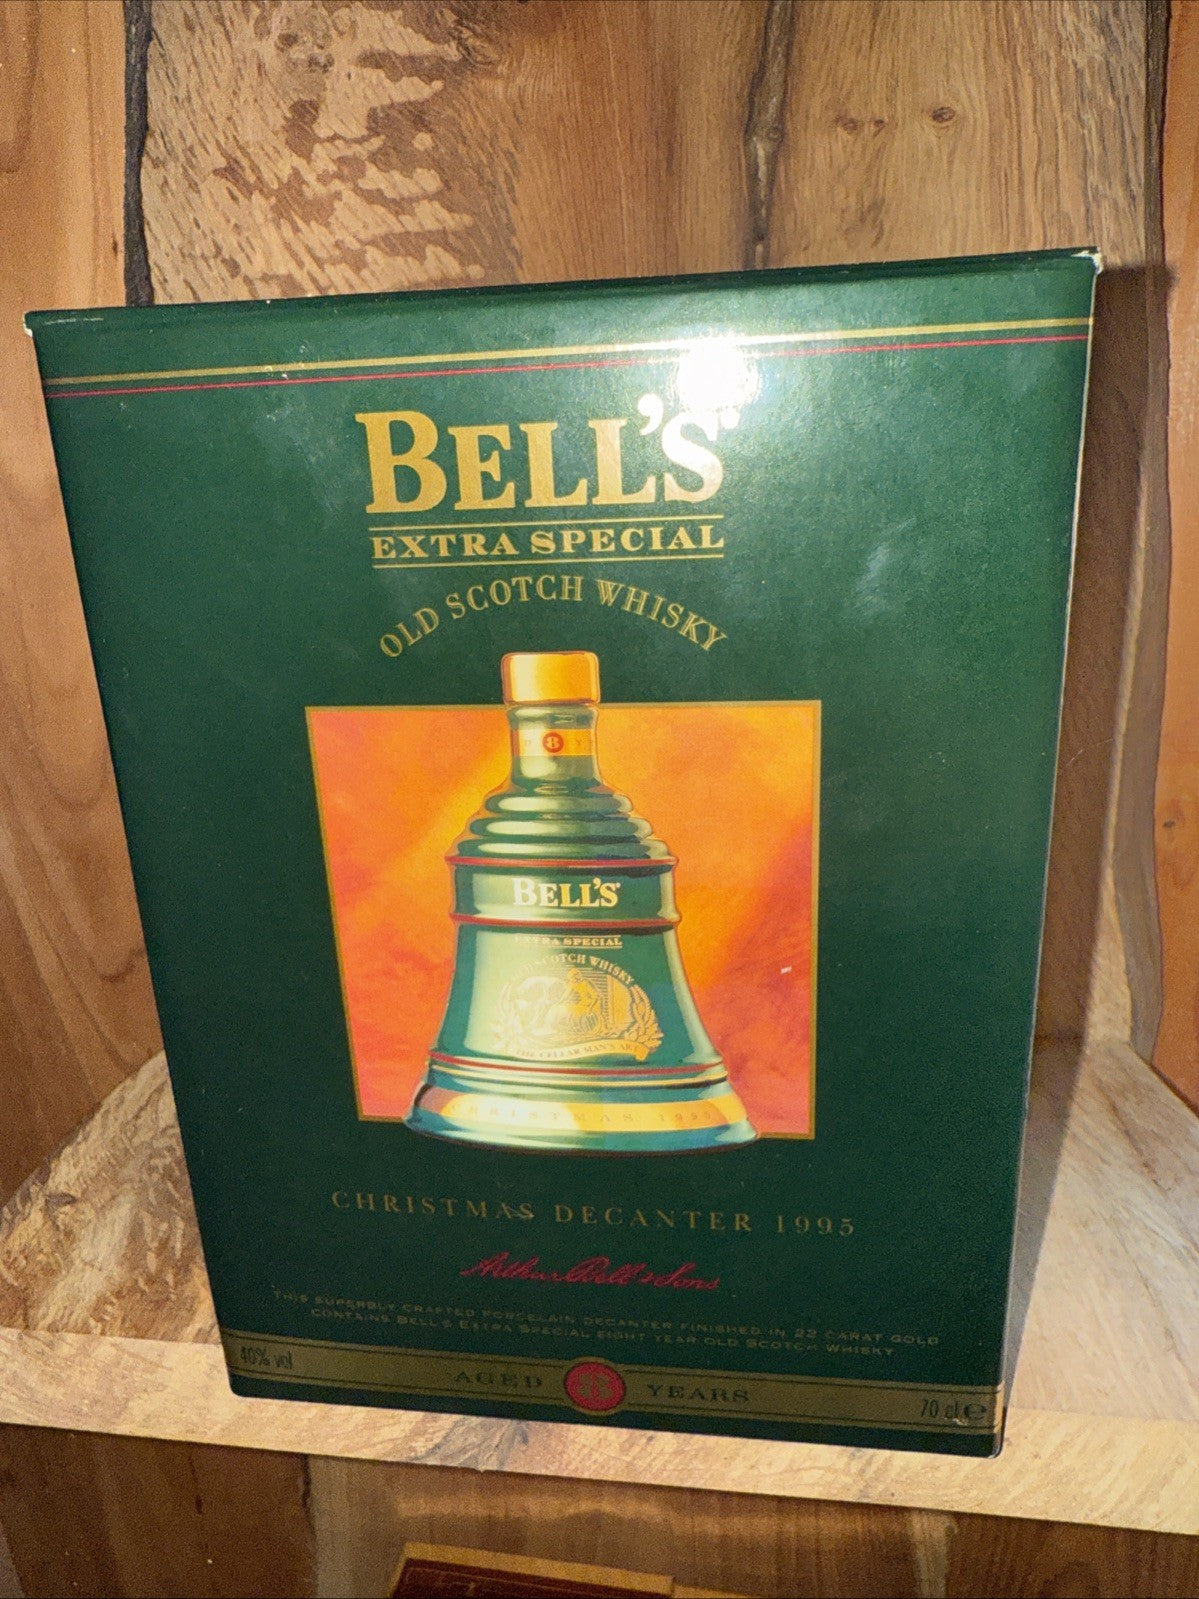 BELL'S
EXTRA SPECIAL
OLD SCOTCH WHISKY
8
BELL'S
EXTRA SPECIAL
SCOTCH WHISKY
THE CELLAR MAN'S ART
CHRISTMAS 1995
CHRISTMAS DECANTER 1995
Arthur Bell & Sons
THIS SUPERBLY CRAFTED PORCELAIN DECANTER FINISHED IN 22 CARAT GOLD
CONTAINS BELL'S EXTRA SPECIAL EIGHT YEAR OLD SCOTCH WHISKY
40% vol
AGED 8 YEARS
70 cl e